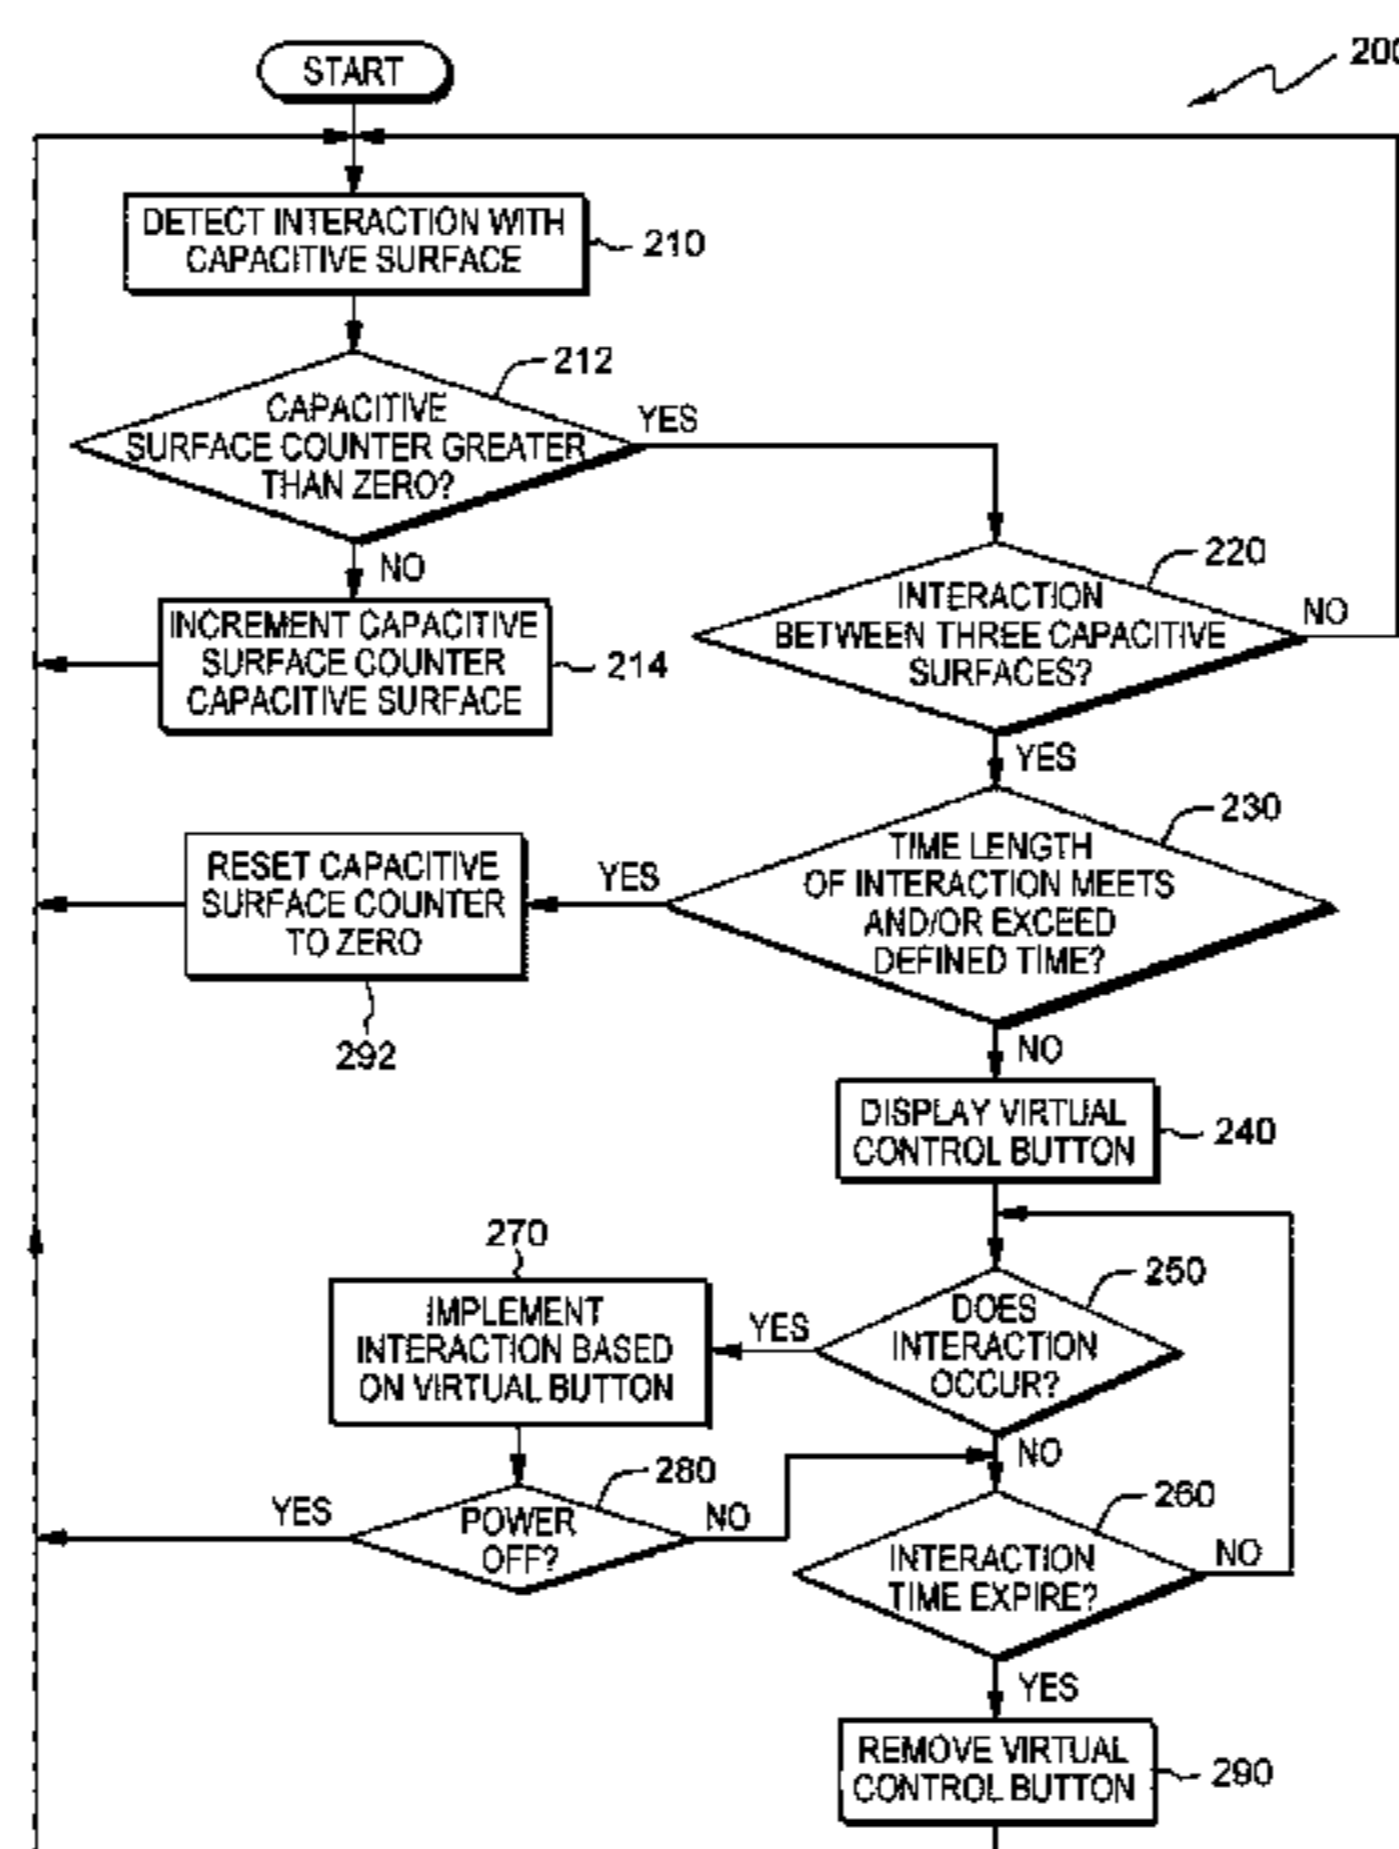 START
200
DETECT INTERACTION WITH
CAPACITIVE SURFACE
210
212
CAPACITIVE
SURFACE COUNTER GREATER
THAN ZERO?
YES
NO
INCREMENT CAPACITIVE
SURFACE COUNTER
CAPACITIVE SURFACE
214
220
INTERACTION
BETWEEN THREE CAPACITIVE
SURFACES?
NO
YES
230
TIME LENGTH
OF INTERACTION MEETS
AND/OR EXCEED
DEFINED TIME?
YES
RESET CAPACITIVE
SURFACE COUNTER
TO ZERO
292
NO
DISPLAY VIRTUAL
CONTROL BUTTON
240
250
DOES
INTERACTION
OCCUR?
YES
270
IMPLEMENT
INTERACTION BASED
ON VIRTUAL BUTTON
NO
280
POWER
OFF?
YES
NO
260
INTERACTION
TIME EXPIRE?
NO
YES
REMOVE VIRTUAL
CONTROL BUTTON
290